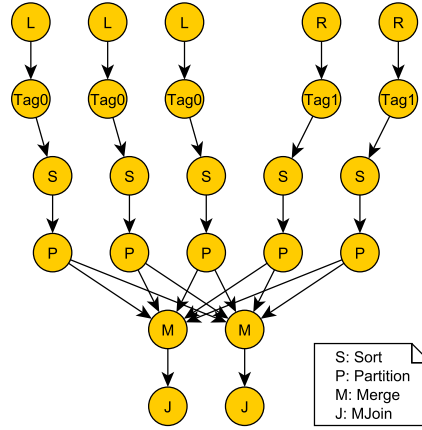 L L L R R
Tag0 Tag0 Tag0 Tag1 Tag1
S S S S S
P P P P P
M M
J J
S: Sort
P: Partition
M: Merge
J: MJoin